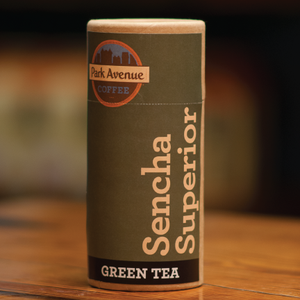 Park Avenue
COFFEE
Sencha
Superior
GREEN TEA